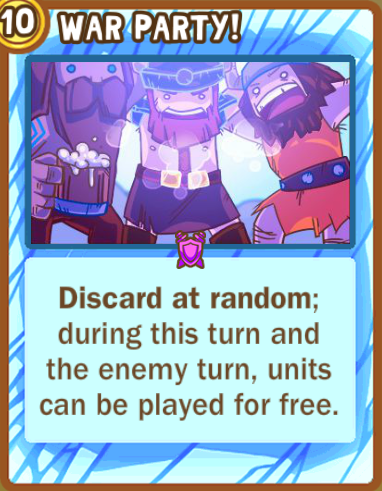 10 WAR PARTY!
Discard at random;
during this turn and
the enemy turn, units
can be played for free.